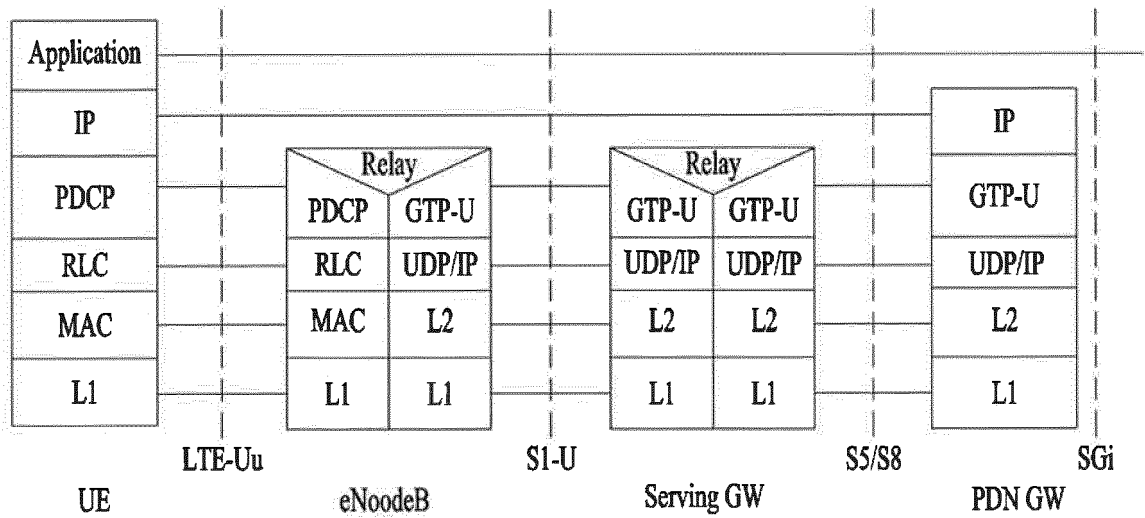 Application
IP
PDCP
RLC
MAC
L1
Relay
PDCP GTP-U
RLC UDP/IP
MAC L2
L1 L1
Relay
GTP-U GTP-U
UDP/IP UDP/IP
L2 L2
L1 L1
IP
GTP-U
UDP/IP
L2
L1
LTE-Uu S1-U S5/S8 SGi
UE eNoodeB Serving GW PDN GW